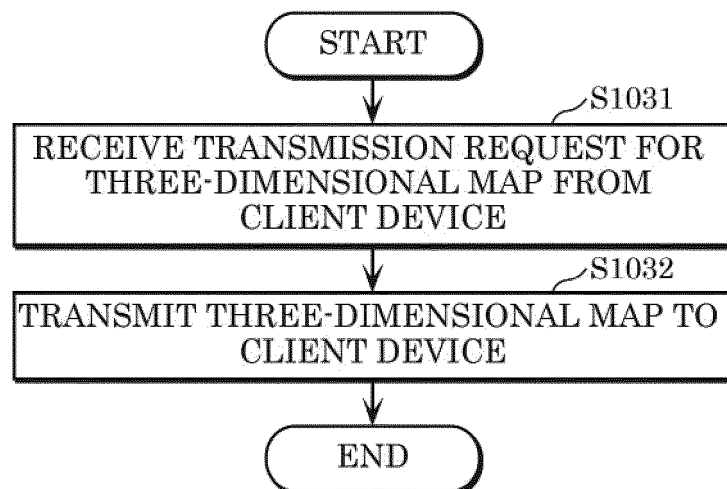 START
S1031
RECEIVE TRANSMISSION REQUEST FOR
THREE-DIMENSIONAL MAP FROM
CLIENT DEVICE
S1032
TRANSMIT THREE-DIMENSIONAL MAP TO
CLIENT DEVICE
END